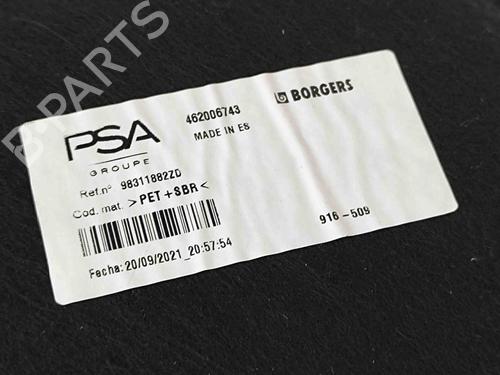 B-PARTS
PSA
GROUPE
462006743
MADE IN ES
BORGERS
Ref.nº 98311882ZD
Cod. mat. >PET+SBR<
916-509
Fecha: 20/09/2021_20:57:54